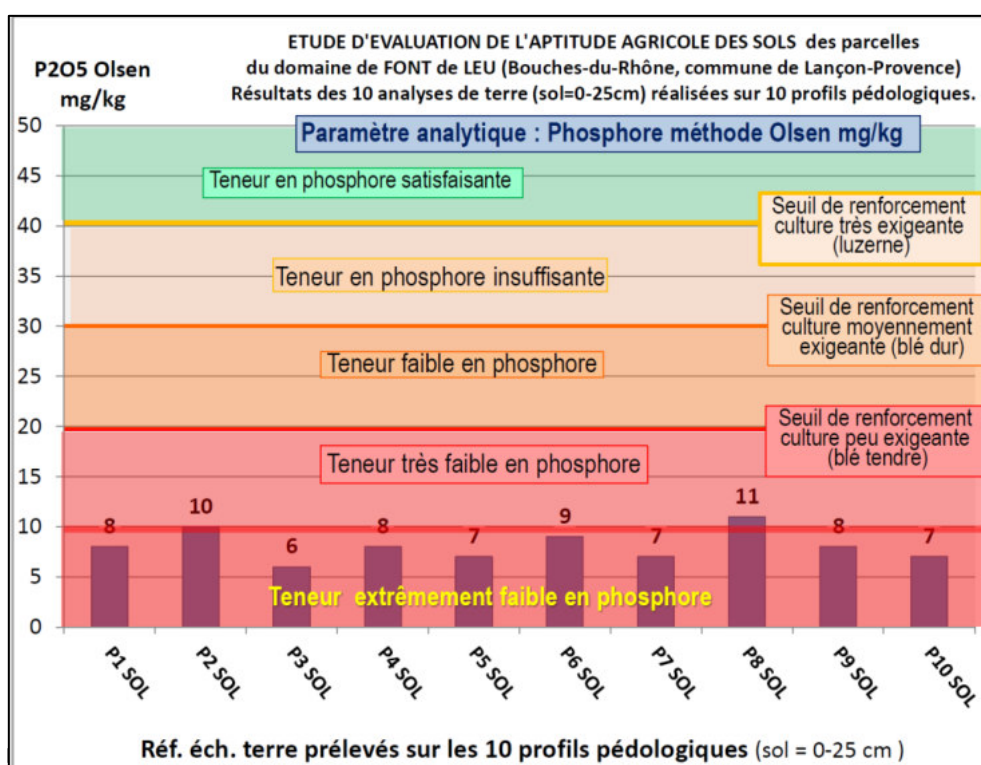 ETUDE D'EVALUATION DE L'APTITUDE AGRICOLE DES SOLS des parcelles
du domaine de FONT de LEU (Bouches-du-Rhône, commune de Lançon-Provence)
Résultats des 10 analyses de terre (sol=0-25cm) réalisées sur 10 profils pédologiques.
P2O5 Olsen
mg/kg
Paramètre analytique : Phosphore méthode Olsen mg/kg
50
45
40
35
30
25
20
15
10
5
0
Teneur en phosphore satisfaisante
Seuil de renforcement
culture très exigeante
(luzerne)
Teneur en phosphore insuffisante
Seuil de renforcement
culture moyennement
exigeante (blé dur)
Teneur faible en phosphore
Seuil de renforcement
culture peu exigeante
(blé tendre)
Teneur très faible en phosphore
8
10
6
8
7
9
7
11
8
7
Teneur extrêmement faible en phosphore
P1 SOL
P2 SOL
P3 SOL
P4 SOL
P5 SOL
P6 SOL
P7 SOL
P8 SOL
P9 SOL
P10 SOL
Réf. éch. terre prélevés sur les 10 profils pédologiques (sol = 0-25 cm )